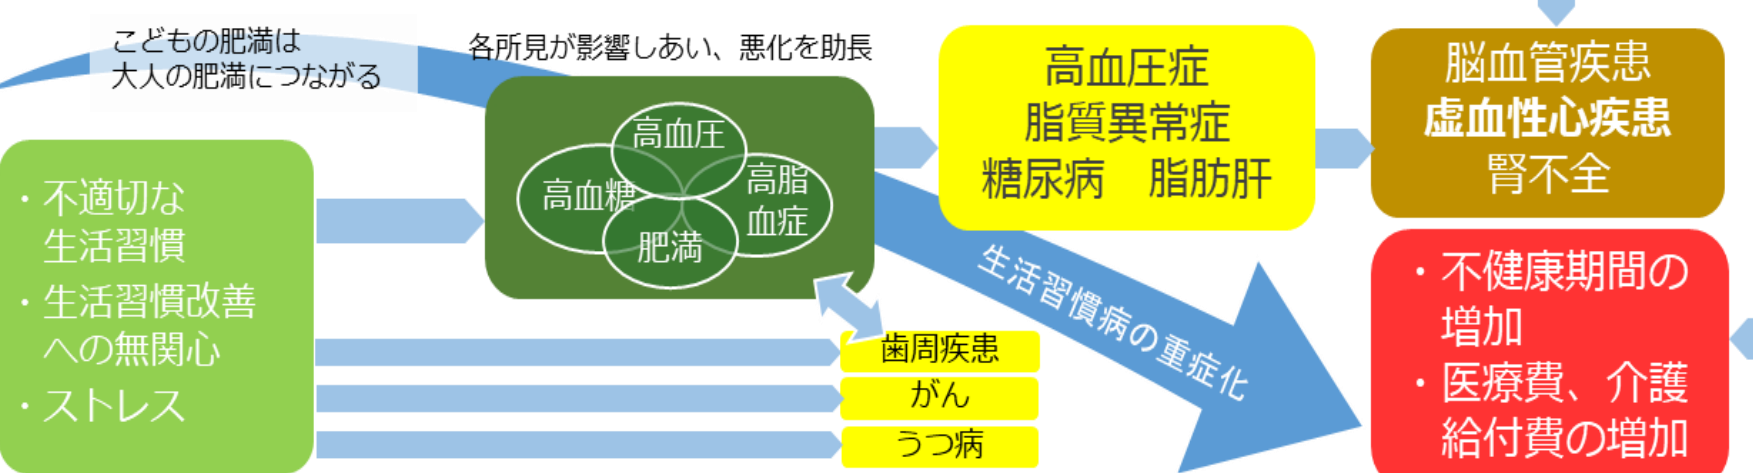 こどもの肥満は
大人の肥満につながる
各所見が影響しあい、悪化を助長
・不適切な
生活習慣
・生活習慣改善
への無関心
・ストレス
高血圧
高血糖
高脂
血症
肥満
高血圧症
脂質異常症
糖尿病　脂肪肝
脳血管疾患
虚血性心疾患
腎不全
生活習慣病の重症化
歯周疾患
がん
うつ病
・不健康期間の
増加
・医療費、介護
給付費の増加